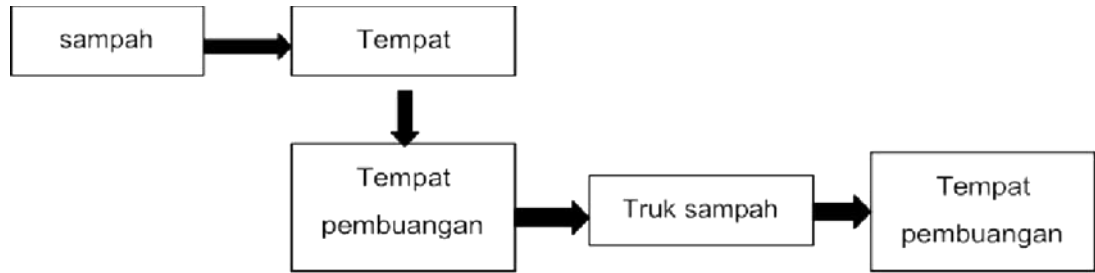 sampah
Tempat
Tempat
pembuangan
Truk sampah
Tempat
pembuangan